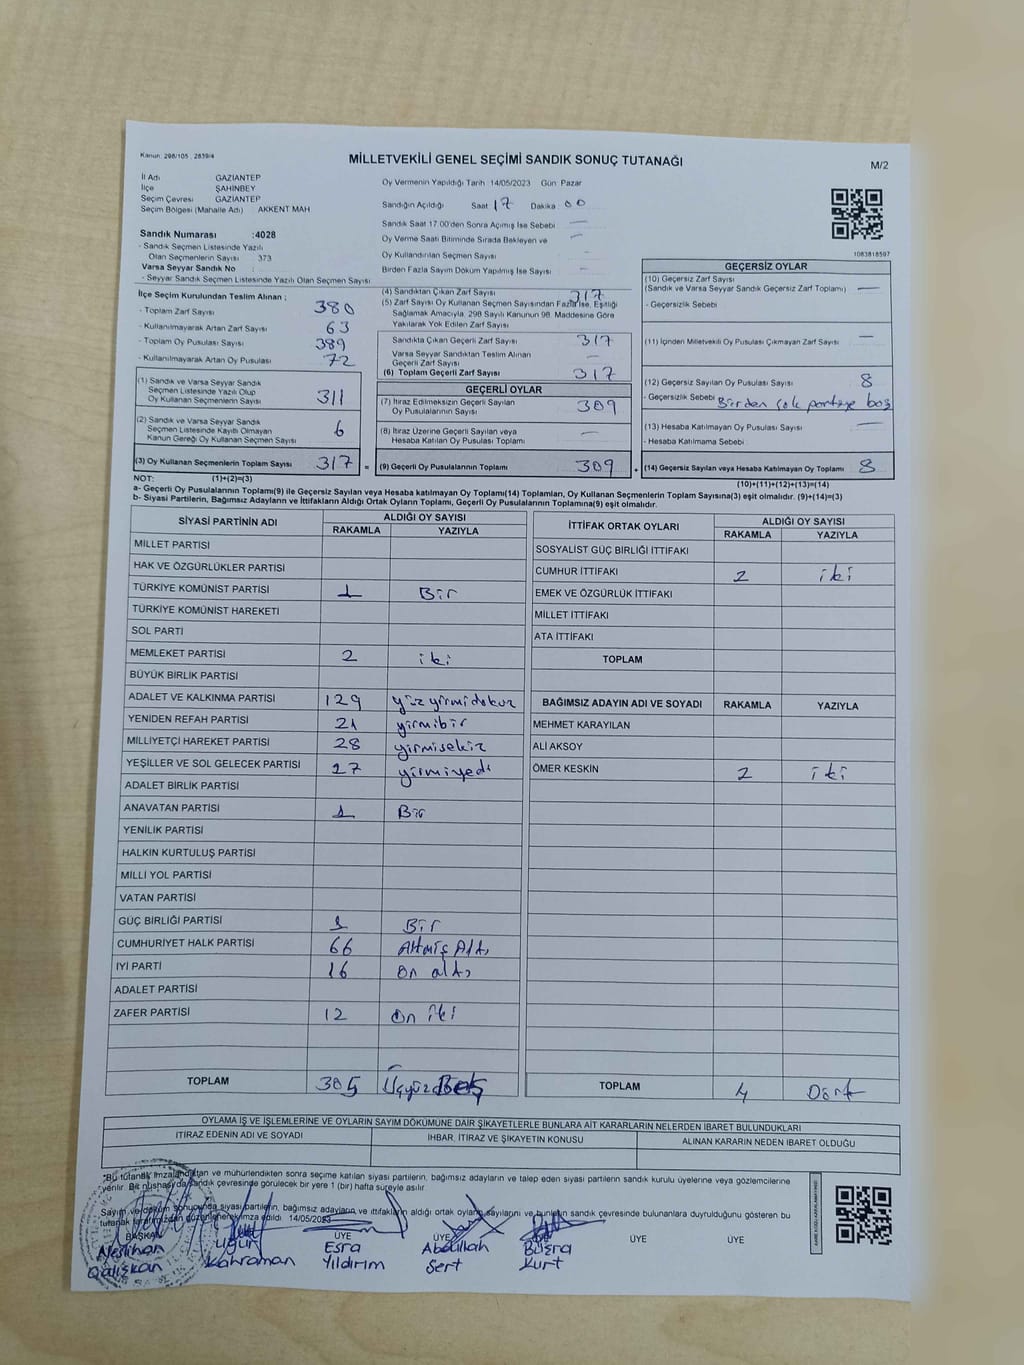 Kanun: 298/105 , 2839/4
MİLLETVEKİLİ GENEL SEÇİMİ SANDIK SONUÇ TUTANAĞI
M/2
İl Adı GAZIANTEP
İlçe ŞAHİNBEY
Seçim Çevresi GAZIANTEP
Seçim Bölgesi (Mahalle Adı) AKKENT MAH
Oy Vermenin Yapıldığı Tarih 14/05/2023 Gün Pazar
Sandığın Açıldığı Saat 17 Dakika 00
Sandık Saat 17.00'den Sonra Açılmış İse Sebebi —
Oy Verme Saati Bitiminde Sırada Bekleyen ve —
Oy Kullandırılan Seçmen Sayısı
Birden Fazla Sayım Döküm Yapılmış İse Sayısı —
1083818597
Sandık Numarası :4028
- Sandık Seçmen Listesinde Yazılı
Olan Seçmenlerin Sayısı 373
Varsa Seyyar Sandık No
- Seyyar Sandık Seçmen Listesinde Yazılı Olan Seçmen Sayısı
İlçe Seçim Kurulundan Teslim Alınan ;
- Toplam Zarf Sayısı 380
- Kullanılmayarak Artan Zarf Sayısı 63
- Toplam Oy Pusulası Sayısı 389
- Kullanılmayarak Artan Oy Pusulası 72
(1) Sandık ve Varsa Seyyar Sandık
Seçmen Listesinde Yazılı Olup
Oy Kullanan Seçmenlerin Sayısı 311
(2) Sandık ve Varsa Seyyar Sandık
Seçmen Listesinde Kayıtlı Olmayan
Kanun Gereği Oy Kullanan Seçmen Sayısı 6
(3) Oy Kullanan Seçmenlerin Toplam Sayısı 317 =
(4) Sandıktan Çıkan Zarf Sayısı 317
(5) Zarf Sayısı Oy Kullanan Seçmen Sayısından Fazla İse, Eşitliği
Sağlamak Amacıyla, 298 Sayılı Kanunun 98. Maddesine Göre
Yakılarak Yok Edilen Zarf Sayısı
Sandıkta Çıkan Geçerli Zarf Sayısı 317
Varsa Seyyar Sandıktan Teslim Alınan
Geçerli Zarf Sayısı —
(6) Toplam Geçerli Zarf Sayısı 317
GEÇERLİ OYLAR
(7) İtiraz Edilmeksizin Geçerli Sayılan
Oy Pusulalarının Sayısı 309
(8) İtiraz Üzerine Geçerli Sayılan veya
Hesaba Katılan Oy Pusulası Toplamı —
(9) Geçerli Oy Pusulalarının Toplamı 309 +
GEÇERSİZ OYLAR
(10) Geçersiz Zarf Sayısı
(Sandık ve Varsa Seyyar Sandık Geçersiz Zarf Toplamı) —
- Geçersizlik Sebebi
(11) İçinden Milletvekili Oy Pusulası Çıkmayan Zarf Sayısı —
(12) Geçersiz Sayılan Oy Pusulası Sayısı 8
- Geçersizlik Sebebi Birden çok partiye boş
(13) Hesaba Katılmayan Oy Pusulası Sayısı —
- Hesaba Katılmama Sebebi
(14) Geçersiz Sayılan veya Hesaba Katılmayan Oy Toplamı 8
NOT: (1)+(2)=(3)
(10)+(11)+(12)+(13)=(14)
a- Geçerli Oy Pusulalarının Toplamı(9) ile Geçersiz Sayılan veya Hesaba katılmayan Oy Toplamı(14) Toplamları, Oy Kullanan Seçmenlerin Toplam Sayısına(3) eşit olmalıdır. (9)+(14)=(3)
b- Siyasi Partilerin, Bağımsız Adayların ve İttifakların Aldığı Ortak Oyların Toplamı, Geçerli Oy Pusulalarının Toplamına(9) eşit olmalıdır.
SİYASİ PARTİNİN ADI ALDIĞI OY SAYISI
RAKAMLA YAZIYLA
MİLLET PARTİSİ
HAK VE ÖZGÜRLÜKLER PARTİSİ
TÜRKİYE KOMÜNİST PARTİSİ 1 Bir
TÜRKİYE KOMÜNİST HAREKETİ
SOL PARTİ
MEMLEKET PARTİSİ 2 iki
BÜYÜK BİRLİK PARTİSİ
ADALET VE KALKINMA PARTİSİ 129 yüz yirmi dokuz
YENİDEN REFAH PARTİSİ 21 yirmibir
MİLLİYETÇİ HAREKET PARTİSİ 28 yirmisekiz
YEŞİLLER VE SOL GELECEK PARTİSİ 27 yirmiyedi
ADALET BİRLİK PARTİSİ
ANAVATAN PARTİSİ 1 Bir
YENİLİK PARTİSİ
HALKIN KURTULUŞ PARTİSİ
MİLLİ YOL PARTİSİ
VATAN PARTİSİ
GÜÇ BİRLİĞİ PARTİSİ 1 Bir
CUMHURİYET HALK PARTİSİ 66 Altmış Altı
İYİ PARTİ 16 On altı
ADALET PARTİSİ
ZAFER PARTİSİ 12 On iki
TOPLAM 305 Üçyüz Beş
İTTİFAK ORTAK OYLARI ALDIĞI OY SAYISI
RAKAMLA YAZIYLA
SOSYALİST GÜÇ BİRLİĞİ İTTİFAKI
CUMHUR İTTİFAKI 2 iki
EMEK VE ÖZGÜRLÜK İTTİFAKI
MİLLET İTTİFAKI
ATA İTTİFAKI
TOPLAM
BAĞIMSIZ ADAYIN ADI VE SOYADI RAKAMLA YAZIYLA
MEHMET KARAYILAN
ALİ AKSOY
ÖMER KESKİN 2 iki
TOPLAM 4 Dört
OYLAMA İŞ VE İŞLEMLERİNE VE OYLARIN SAYIM DÖKÜMÜNE DAİR ŞİKAYETLERLE BUNLARA AİT KARARLARIN NELERDEN İBARET BULUNDUKLARI
İTİRAZ EDENİN ADI VE SOYADI İHBAR, İTİRAZ VE ŞİKAYETİN KONUSU ALINAN KARARIN NEDEN İBARET OLDUĞU
"Bu tutanak imzalandıktan ve mühürlendikten sonra seçime katılan siyasi partilerin, bağımsız adayların ve talep eden siyasi partilerin sandık kurulu üyelerine veya gözlemcilerine
verilir. Bir nüshası da sandık çevresinde görülecek bir yere 1 (bir) hafta süreyle asılır.
Sayım ve döküm sonucunda siyasi partilerin, bağımsız adayların ve ittifakların aldığı ortak oyların sayılarını ve bunların sandık çevresinde bulunanlara duyrulduğunu gösteren bu
tutanak tarafımızdan düzenlenerek imza edildi. 14/05/2023
BAŞKAN ÜYE ÜYE ÜYE ÜYE
Neslihan Çalışkan
Uğur Kahraman
Esra Yıldırım
Abdullah Sert
Büşra Kurt